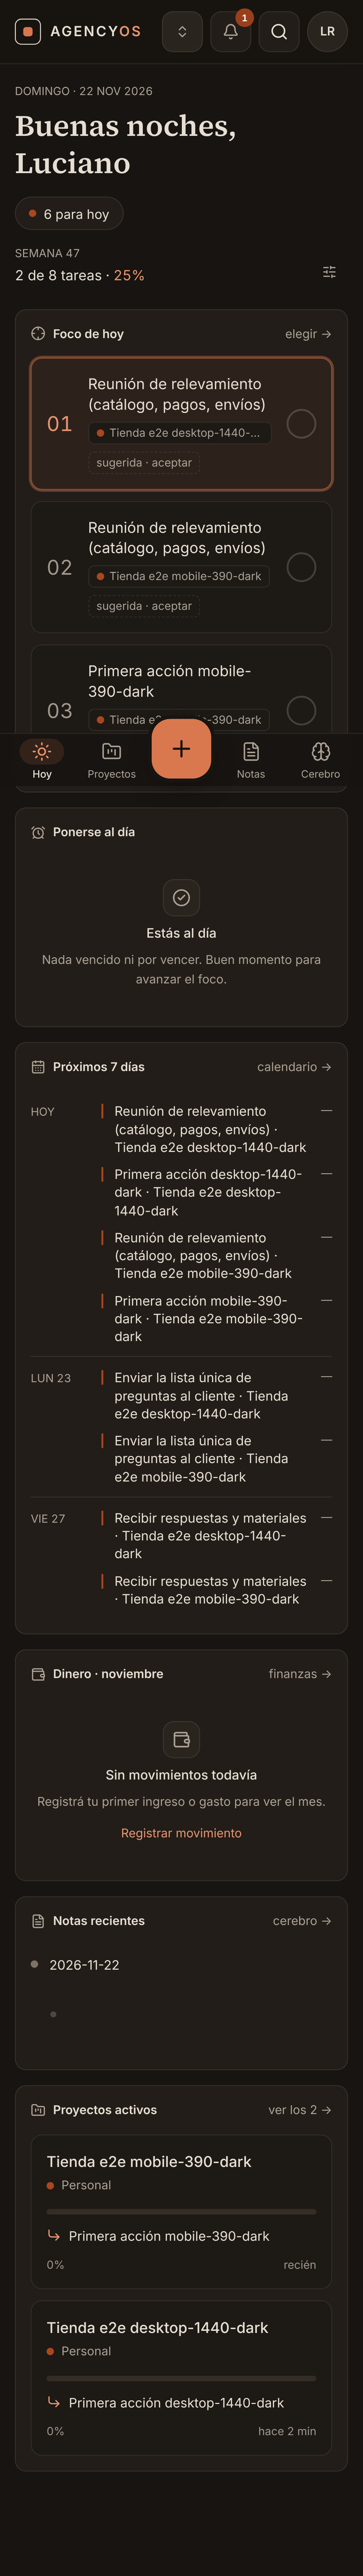 AGENCYOS
1
LR
DOMINGO · 22 NOV 2026
Buenas noches,
Luciano
6 para hoy
SEMANA 47
2 de 8 tareas · 25%
Foco de hoy
elegir →
01
Reunión de relevamiento
(catálogo, pagos, envíos)
Tienda e2e desktop-1440-...
sugerida · aceptar
02
Reunión de relevamiento
(catálogo, pagos, envíos)
Tienda e2e mobile-390-dark
sugerida · aceptar
03
Primera acción mobile-
390-dark
Hoy
Proyectos
+
Notas
Cerebro
Ponerse al día
Estás al día
Nada vencido ni por vencer. Buen momento para
avanzar el foco.
Próximos 7 días
calendario →
HOY
Reunión de relevamiento —
(catálogo, pagos, envíos) ·
Tienda e2e desktop-1440-dark
Primera acción desktop-1440- —
dark · Tienda e2e desktop-
1440-dark
Reunión de relevamiento —
(catálogo, pagos, envíos) ·
Tienda e2e mobile-390-dark
Primera acción mobile-390- —
dark · Tienda e2e mobile-390-
dark
LUN 23
Enviar la lista única de —
preguntas al cliente · Tienda
e2e desktop-1440-dark
Enviar la lista única de —
preguntas al cliente · Tienda
e2e mobile-390-dark
VIE 27
Recibir respuestas y materiales —
· Tienda e2e desktop-1440-
dark
Recibir respuestas y materiales —
· Tienda e2e mobile-390-dark
Dinero · noviembre
finanzas →
Sin movimientos todavía
Registrá tu primer ingreso o gasto para ver el mes.
Registrar movimiento
Notas recientes
cerebro →
2026-11-22
Proyectos activos
ver los 2 →
Tienda e2e mobile-390-dark
Personal
Primera acción mobile-390-dark
0%
recién
Tienda e2e desktop-1440-dark
Personal
Primera acción desktop-1440-dark
0%
hace 2 min